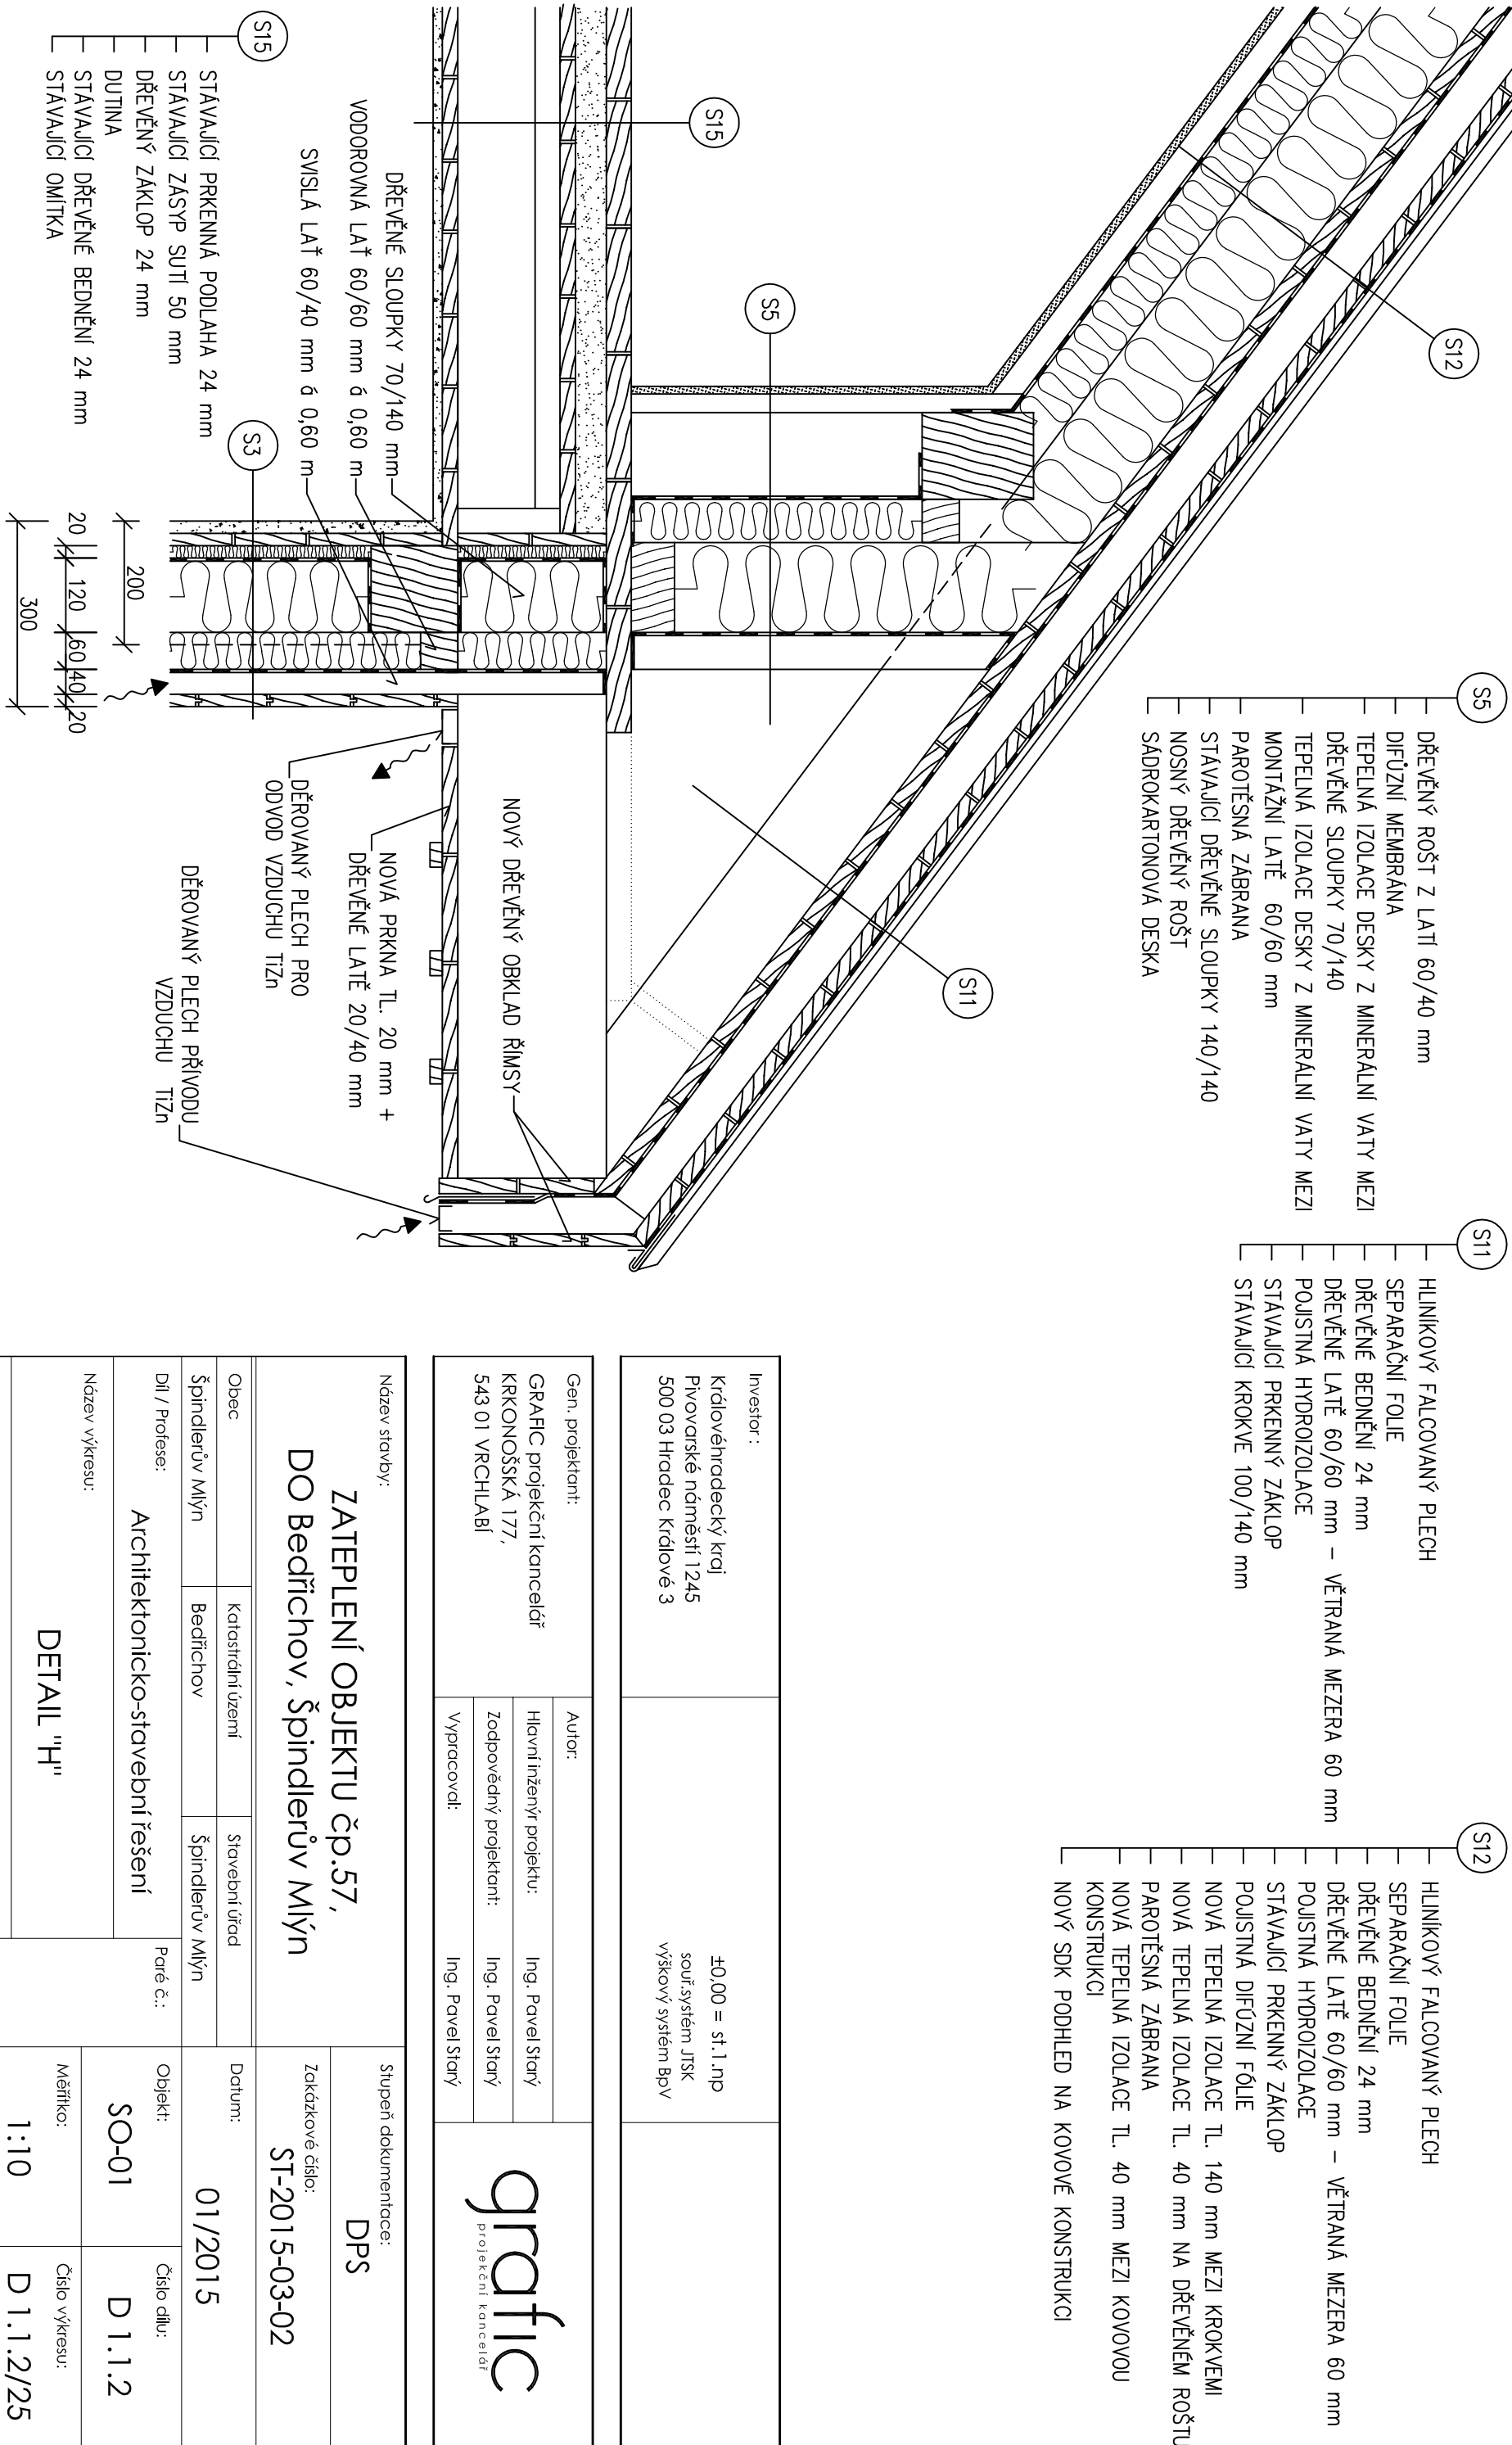 S5
DŘEVĚNÝ ROŠT Z LATÍ 60/40 mm
DIFŮZNÍ MEMBRÁNA
TEPELNÁ IZOLACE DESKY Z MINERÁLNÍ VATY MEZI
DŘEVĚNÉ SLOUPKY 70/140
TEPELNÁ IZOLACE DESKY Z MINERÁLNÍ VATY MEZI
MONTÁŽNÍ LATĚ 60/60 mm
PAROTĚSNÁ ZÁBRANA
STÁVAJÍCÍ DŘEVĚNÉ SLOUPKY 140/140
NOSNÝ DŘEVĚNÝ ROŠT
SÁDROKARTONOVÁ DESKA
S11
HLINÍKOVÝ FALCOVANÝ PLECH
SEPARAČNÍ FOLIE
DŘEVĚNÉ BEDNĚNÍ 24 mm
DŘEVĚNÉ LATĚ 60/60 mm – VĚTRANÁ MEZERA 60 mm
POJISTNÁ HYDROIZOLACE
STÁVAJÍCÍ PRKENNÝ ZÁKLOP
STÁVAJÍCÍ KROKVE 100/140 mm
S12
HLINÍKOVÝ FALCOVANÝ PLECH
SEPARAČNÍ FOLIE
DŘEVĚNÉ BEDNĚNÍ 24 mm
DŘEVĚNÉ LATĚ 60/60 mm – VĚTRANÁ MEZERA 60 mm
POJISTNÁ HYDROIZOLACE
STÁVAJÍCÍ PRKENNÝ ZÁKLOP
POJISTNÁ DIFÚZNÍ FÓLIE
NOVÁ TEPELNÁ IZOLACE TL. 140 mm MEZI KROKVEMI
NOVÁ TEPELNÁ IZOLACE TL. 40 mm NA DŘEVĚNÉM ROŠTU
PAROTĚSNÁ ZÁBRANA
NOVÁ TEPELNÁ IZOLACE TL. 40 mm MEZI KOVOVOU
KONSTRUKCI
NOVÝ SDK PODHLED NA KOVOVÉ KONSTRUKCI
S12
S15
S5
S11
DŘEVĚNÉ SLOUPKY 70/140 mm
VODOROVNÁ LAŤ 60/60 mm á 0,60 m
SVISLÁ LAŤ 60/40 mm á 0,60 m
S3
S15
STÁVAJÍCÍ PRKENNÁ PODLAHA 24 mm
STÁVAJÍCÍ ZÁSYP SUTÍ 50 mm
DŘEVĚNÝ ZÁKLOP 24 mm
DUTINA
STÁVAJÍCÍ DŘEVĚNÉ BEDNĚNÍ 24 mm
STÁVAJÍCÍ OMÍTKA
200
20
120
60
40
20
300
NOVÝ DŘEVĚNÝ OBKLAD ŘÍMSY
NOVÁ PRKNA TL. 20 mm +
DŘEVĚNÉ LATĚ 20/40 mm
DĚROVANÝ PLECH PRO
ODVOD VZDUCHU TiZn
DĚROVANÝ PLECH PŘÍVODU
VZDUCHU TiZn
Investor :
Královéhradecký kraj
Pivovarské náměstí 1245
500 03 Hradec Králové 3
±0,00 = st.1.np
souř.systém JTSK
výškový systém BpV
Gen. projektant:
GRAFIC projekční kancelář
KRKONOŠSKÁ 177,
543 01 VRCHLABÍ
Autor:
Hlavní inženýr projektu: Ing. Pavel Starý
Zodpovědný projektant: Ing. Pavel Starý
Vypracoval: Ing. Pavel Starý
grafic
projekční kancelář
Název stavby:
ZATEPLENÍ OBJEKTU čp.57,
DO Bedřichov, Špindlerův Mlýn
Stupeň dokumentace:
DPS
Zakázkové číslo:
ST-2015-03-02
Obec
Katastrální území
Stavební úřad
Špindlerův Mlýn
Bedřichov
Špindlerův Mlýn
Datum:
01/2015
Díl / Profese:
Architektonicko-stavební řešení
Paré č.:
Objekt:
SO-01
Číslo dílu:
D 1.1.2
Název výkresu:
DETAIL "H"
Měřítko:
1:10
Číslo výkresu:
D 1.1.2/25